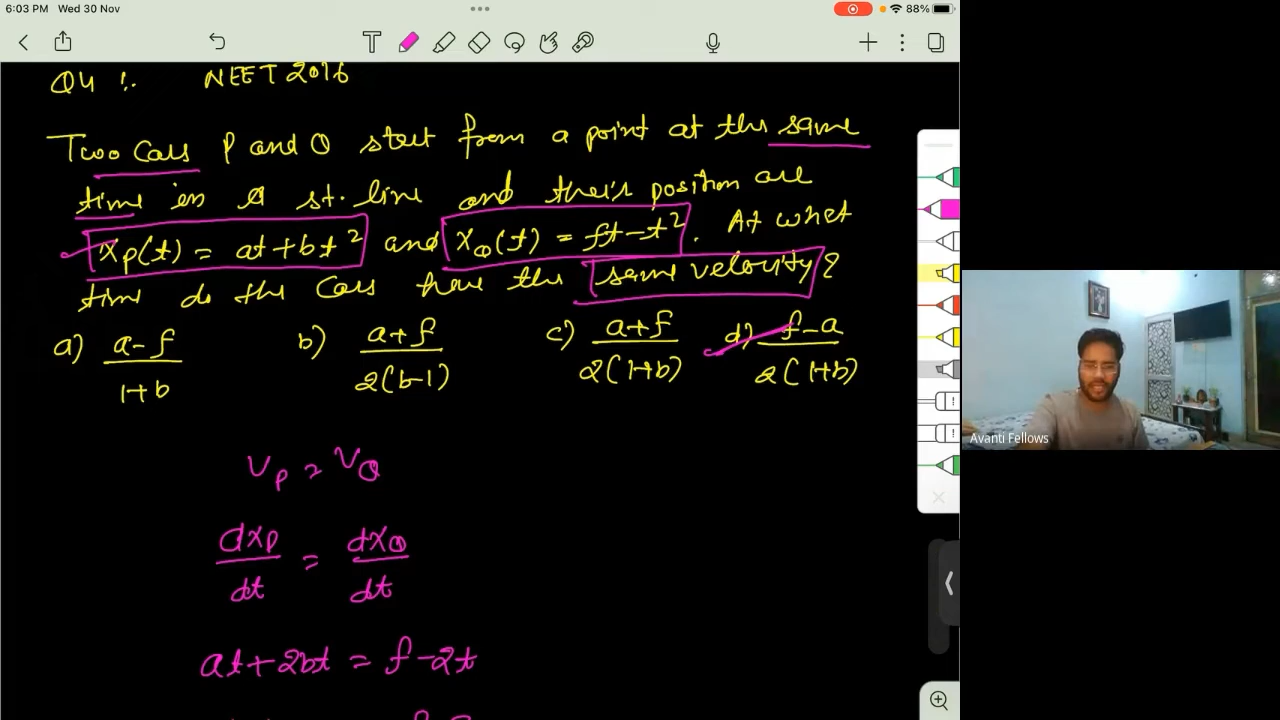 6:03 PM Wed 30 Nov
88%
Q4 :. NEET 2016
Two Cars P and Q start from a point at the same
time in a st. line and their position are
xp(t) = at + bt² and xQ(t) = ft - t². At what
time do the cars have the same velocity?
a) a-f / 1+b b) a+f / 2(b-1) c) a+f / 2(1+b) d) f-a / 2(1+b)
Vp = VQ
dxp/dt = dxQ/dt
at + 2bt = f - 2t
Avanti Fellows